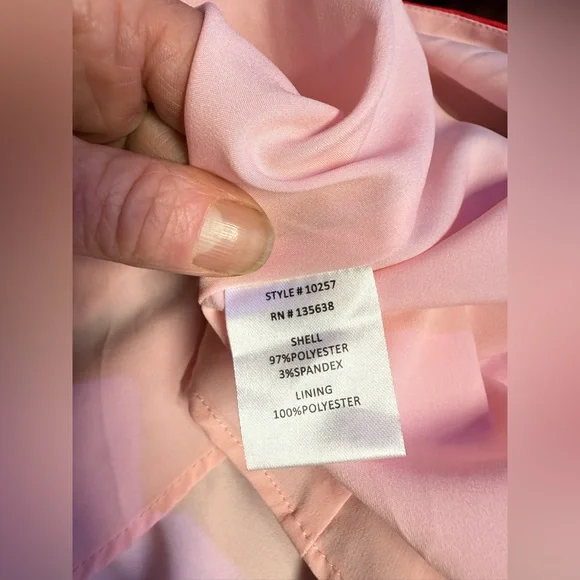 STYLE # 10257
RN # 135638
SHELL
97%POLYESTER
3%SPANDEX
LINING
100%POLYESTER